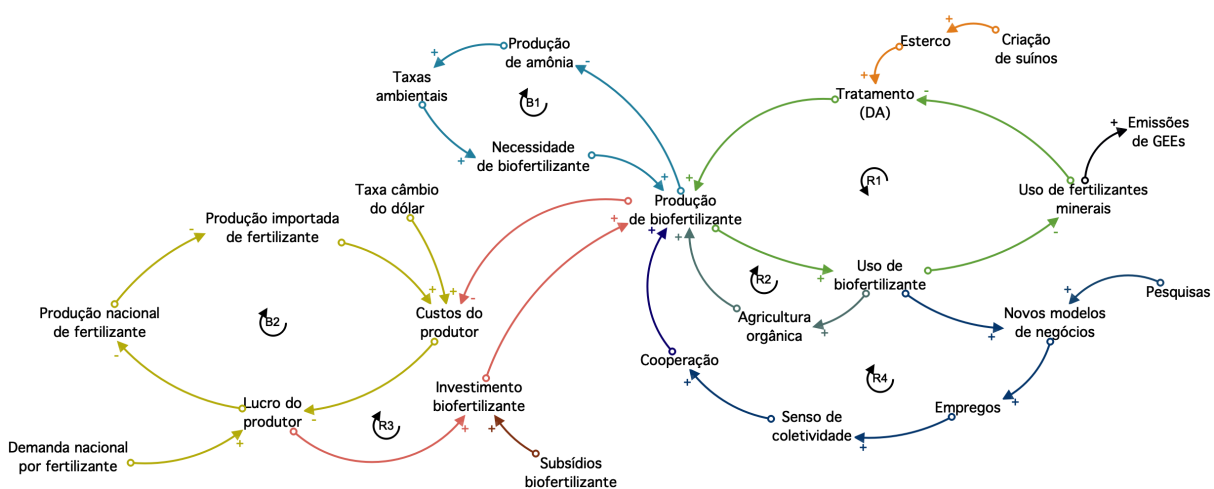 Produção
de amônia
Taxas
ambientais
B1
Necessidade
de biofertilizante
Esterco
Criação
de suínos
Tratamento
(DA)
Emissões
de GEEs
R1
Uso de fertilizantes
minerais
Taxa câmbio
do dólar
Produção importada
de fertilizante
Produção
de biofertilizante
Uso de
biofertilizante
R2
Agricultura
orgânica
Pesquisas
Novos modelos
de negócios
Produção nacional
de fertilizante
B2
Custos do
produtor
Cooperação
R4
Investimento
biofertilizante
Lucro do
produtor
R3
Empregos
Senso de
coletividade
Demanda nacional
por fertilizante
Subsídios
biofertilizante